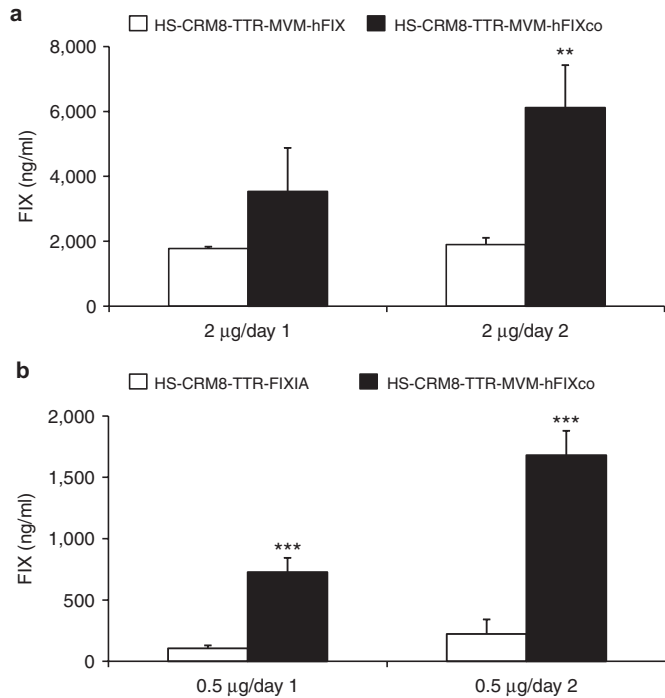 a
HS-CRM8-TTR-MVM-hFIX HS-CRM8-TTR-MVM-hFIXco
8,000
6,000
4,000
2,000
0
FIX (ng/ml)
**
2 μg/day 1 2 μg/day 2
b
HS-CRM8-TTR-FIXIA HS-CRM8-TTR-MVM-hFIXco
2,000
1,500
1,000
500
0
FIX (ng/ml)
***
***
0.5 μg/day 1 0.5 μg/day 2